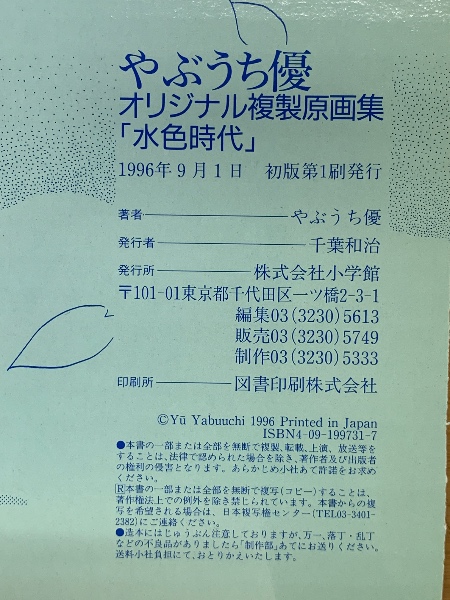 やぶうち優
オリジナル複製原画集
「水色時代」
1996年9月1日　初版第1刷発行
著者――やぶうち優
発行者――千葉和治
発行所――株式会社小学館
〒101-01東京都千代田区一ツ橋2-3-1
編集03(3230)5613
販売03(3230)5749
制作03(3230)5333
印刷所――図書印刷株式会社
©Yū Yabuuchi 1996 Printed in Japan
ISBN4-09-199731-7
●本書の一部または全部を無断で複製、転載、上演、放送等を
することは、法律で認められた場合を除き、著作者及び出版者
の権利の侵害となります。あらかじめ小社あて許諾をお求め
ください。
🅁本書の一部または全部を無断で複写(コピー)することは、
著作権法上での例外を除き禁じられています。本書からの複
写を希望される場合は、日本複写権センター(TEL03-3401-
2382)にご連絡ください。
●造本にはじゅうぶん注意しておりますが、万一、落丁・乱丁
などの不良品がありましたら「制作部」あてにお送りください。
送料小社負担にて、おとりかえいたします。